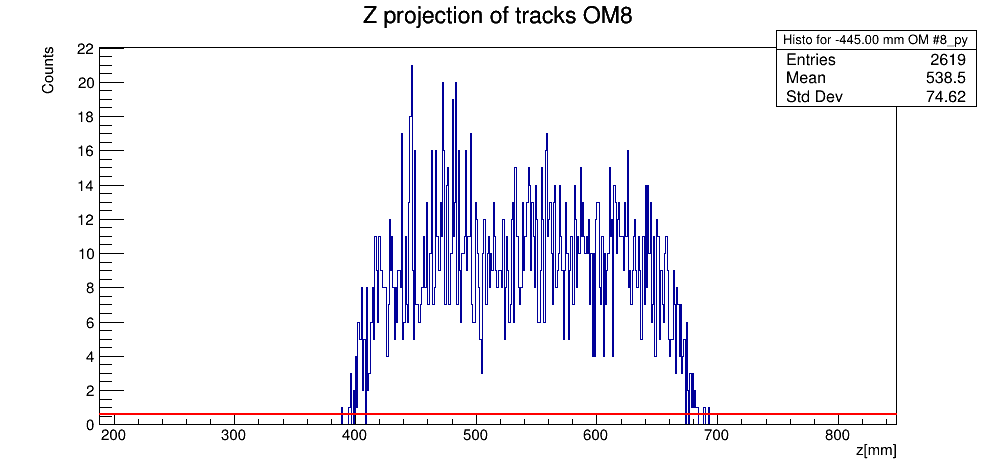 Z projection of tracks OM8
Histo for -445.00 mm OM #8_py
Entries 2619
Mean 538.5
Std Dev 74.62
Counts
22
20
18
16
14
12
10
8
6
4
2
0
200 300 400 500 600 700 800
z[mm]